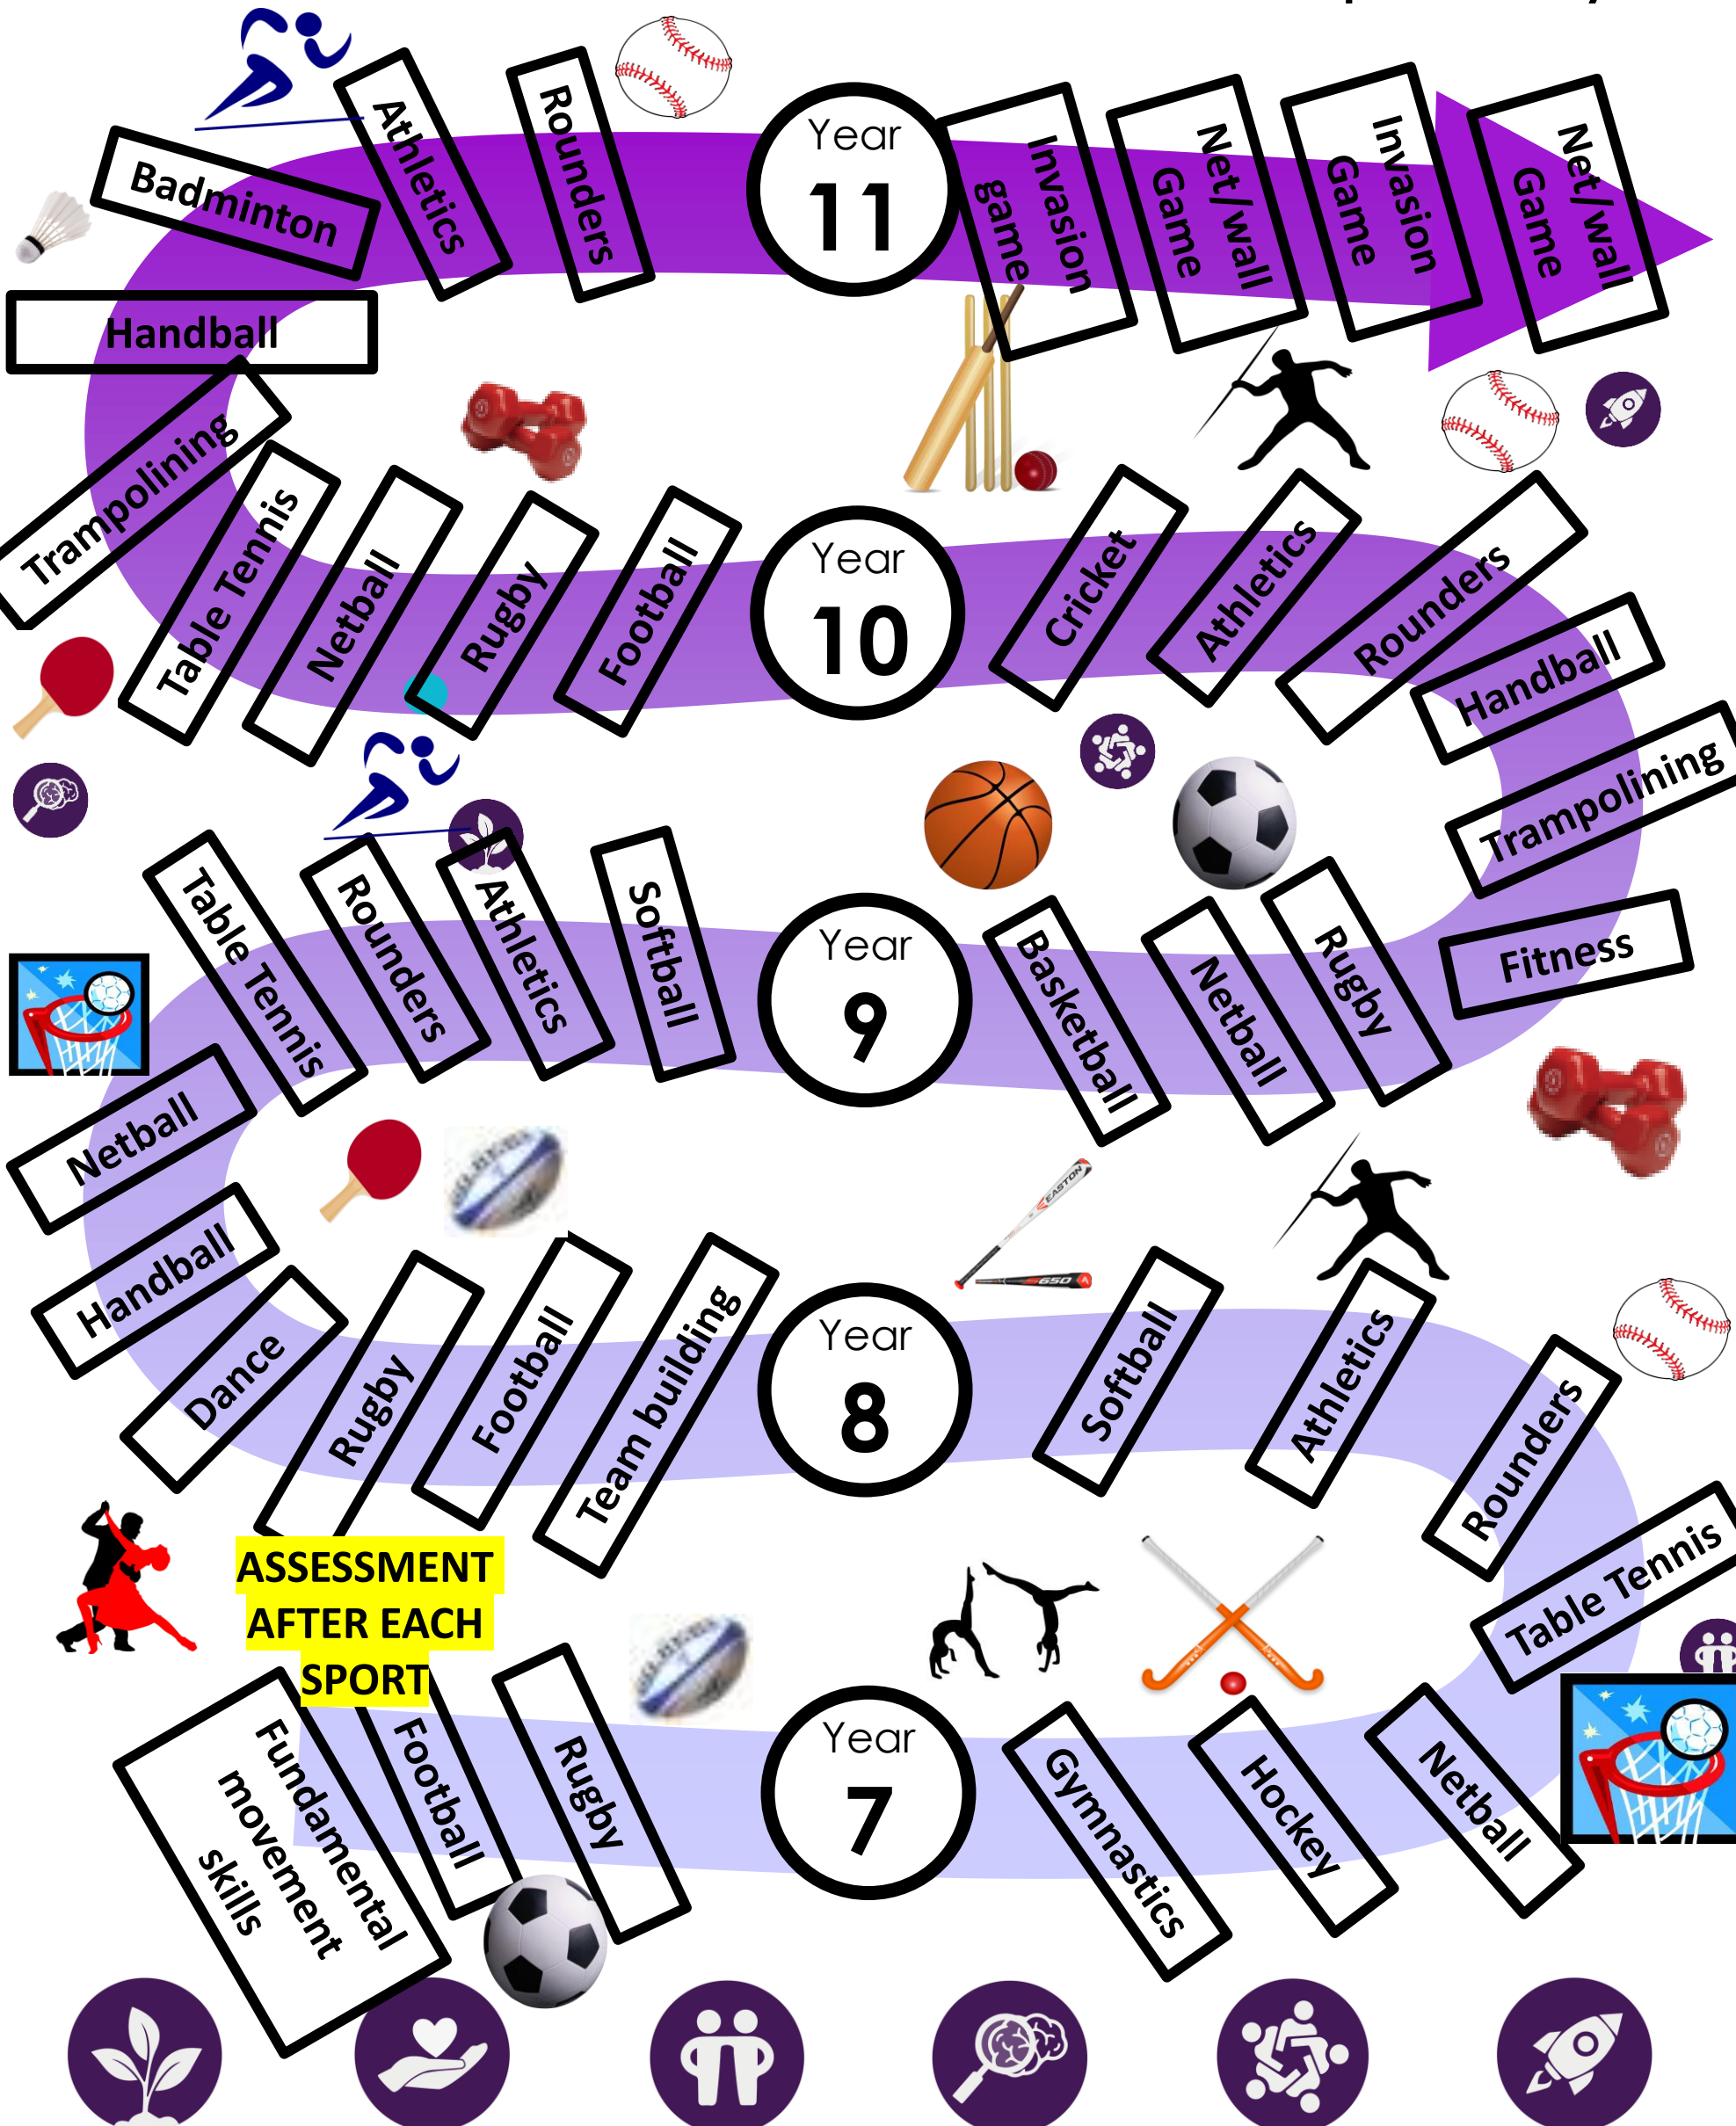 Athletics
Rounders
Badminton
Year
11
Invasion
game
Net/wall
Game
Invasion
Game
Net/wall
Game
Handball
Trampolining
Table Tennis
Netball
Rugby
Football
Year
10
Cricket
Athletics
Rounders
Handball
Trampolining
Fitness
Table Tennis
Rounders
Athletics
Softball
Year
9
Basketball
Netball
Rugby
Netball
Handball
Dance
Rugby
Football
Team building
Year
8
EASTON
Softball
Athletics
Rounders
Table Tennis
ASSESSMENT
AFTER EACH
SPORT
Fundamental
movement
skills
Football
Rugby
Year
7
Gymnastics
Hockey
Netball